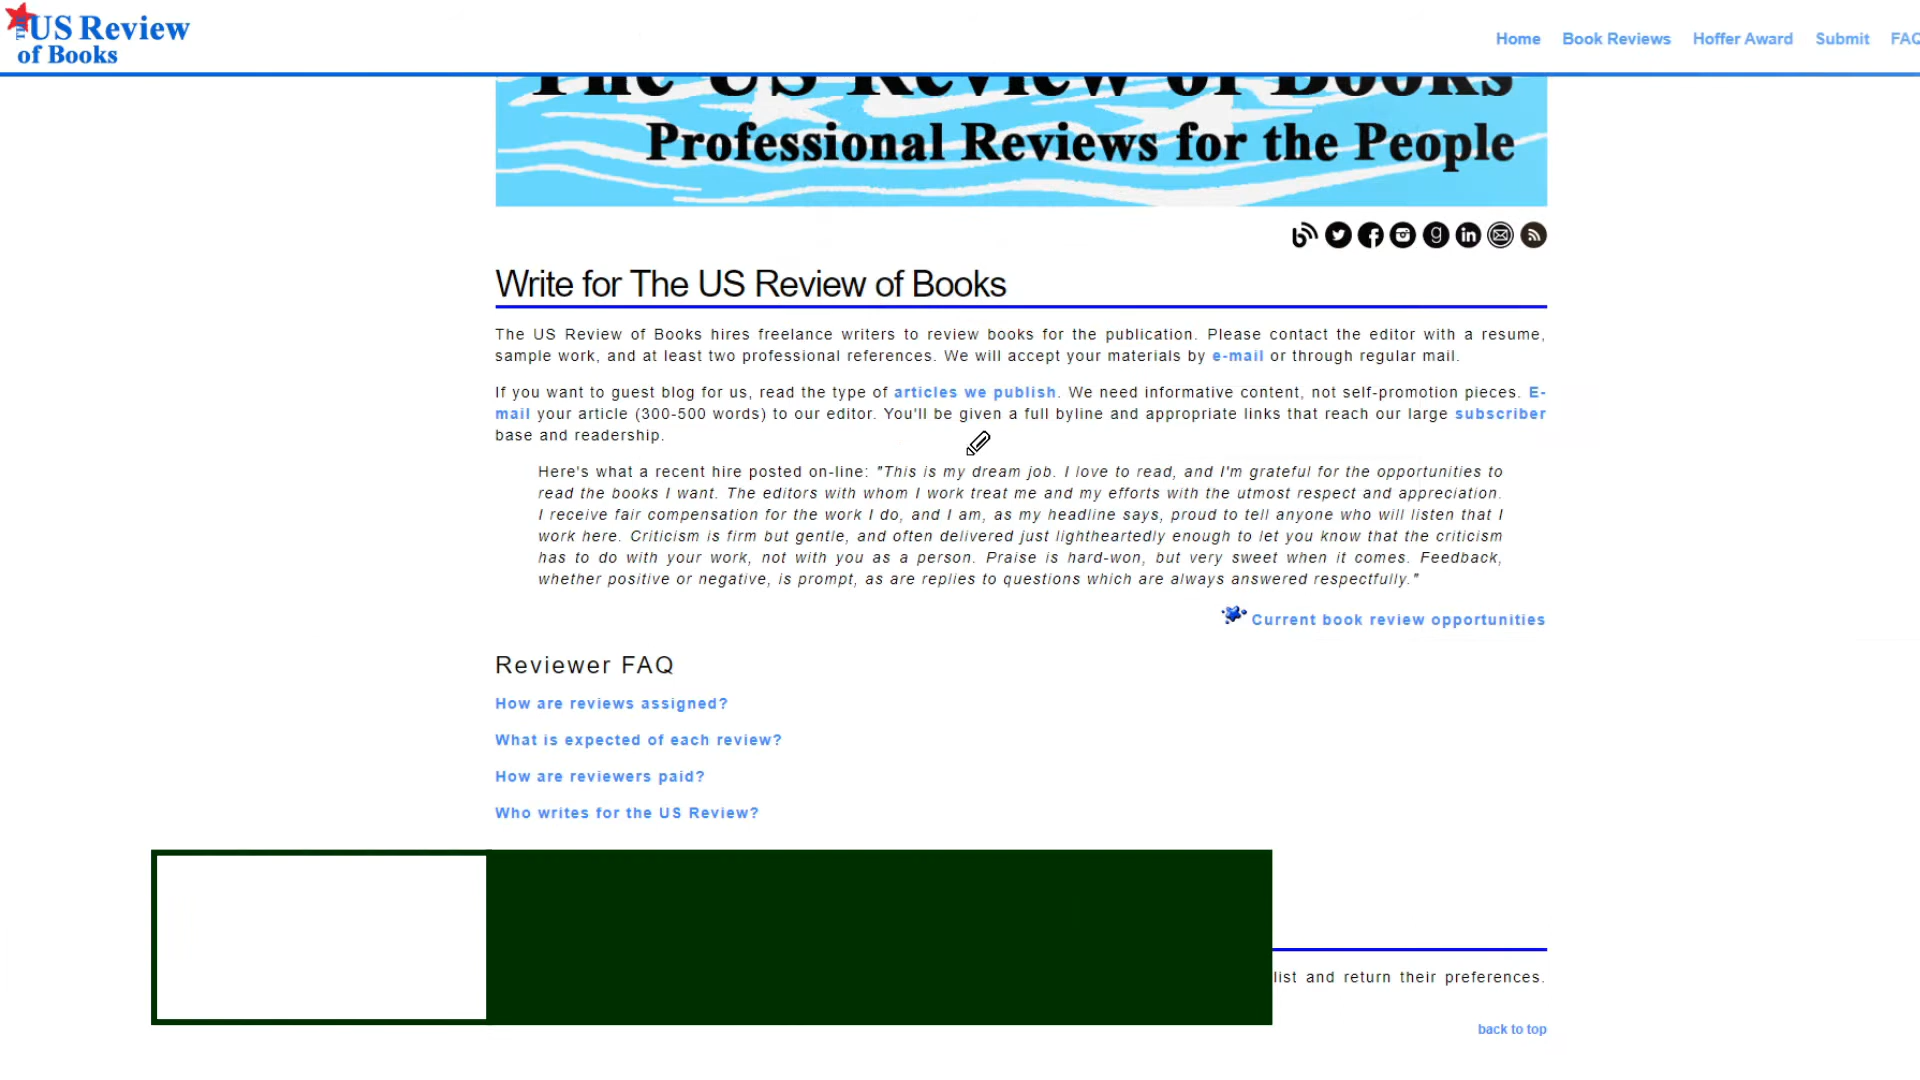 THE US Review
of Books
Home Book Reviews Hoffer Award Submit FAQ
The US Review of Books
Professional Reviews for the People
Write for The US Review of Books
The US Review of Books hires freelance writers to review books for the publication. Please contact the editor with a resume,
sample work, and at least two professional references. We will accept your materials by e-mail or through regular mail.
If you want to guest blog for us, read the type of articles we publish. We need informative content, not self-promotion pieces. E-
mail your article (300-500 words) to our editor. You'll be given a full byline and appropriate links that reach our large subscriber
base and readership.
Here's what a recent hire posted on-line: "This is my dream job. I love to read, and I'm grateful for the opportunities to
read the books I want. The editors with whom I work treat me and my efforts with the utmost respect and appreciation.
I receive fair compensation for the work I do, and I am, as my headline says, proud to tell anyone who will listen that I
work here. Criticism is firm but gentle, and often delivered just lightheartedly enough to let you know that the criticism
has to do with your work, not with you as a person. Praise is hard-won, but very sweet when it comes. Feedback,
whether positive or negative, is prompt, as are replies to questions which are always answered respectfully."
Current book review opportunities
Reviewer FAQ
How are reviews assigned?
What is expected of each review?
How are reviewers paid?
Who writes for the US Review?
list and return their preferences.
back to top